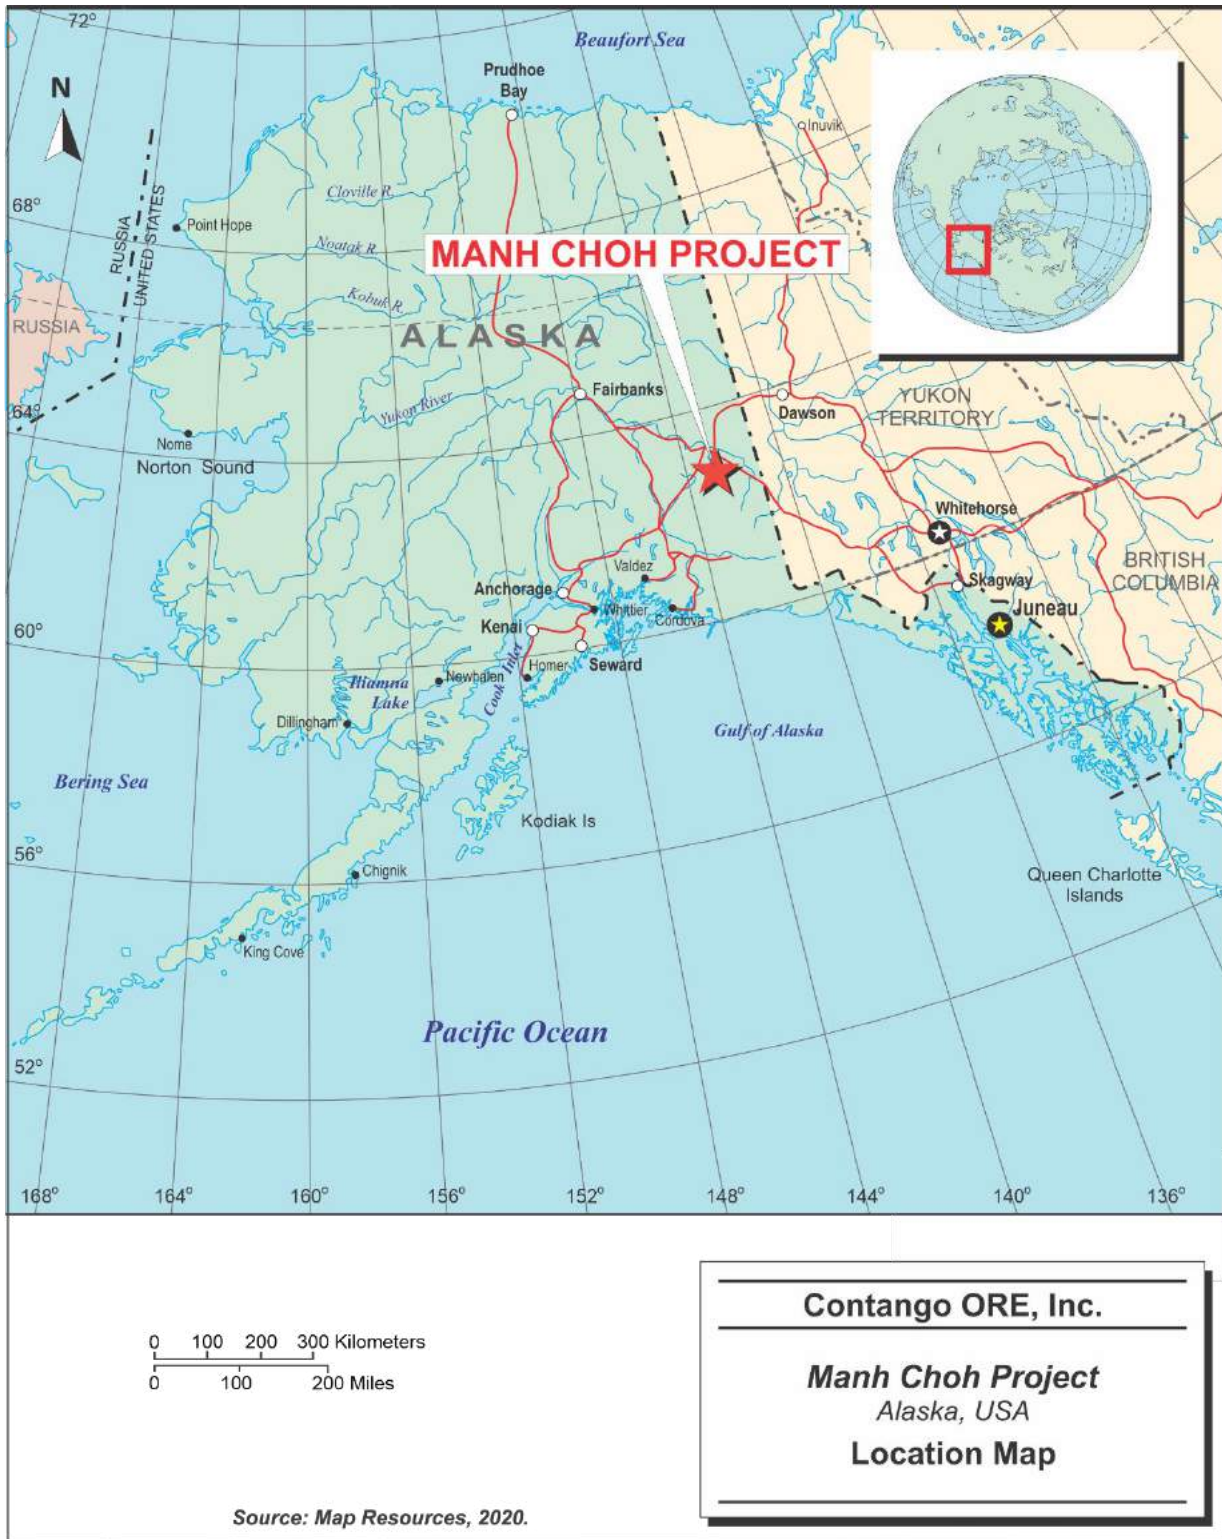 72°
Beaufort Sea
N
Prudhoe
Bay
Inuvik
68°
Point Hope
RUSSIA
UNITED STATES
Cloville R.
Noatak R.
MANH CHOH PROJECT
Kobuk R.
RUSSIA
ALASKA
64°
Yukon River
Fairbanks
Dawson
YUKON
TERRITORY
Nome
Norton Sound
Whitehorse
Valdez
BRITISH
COLUMBIA
Anchorage
Skagway
Whittier
Cordova
Juneau
60°
Kenai
Seward
Homer
Cook Inlet
Newhalen
Iliamna
Lake
Dillingham
Gulf of Alaska
Bering Sea
Kodiak Is
56°
Chignik
Queen Charlotte
Islands
King Cove
Pacific Ocean
52°
168° 164° 160° 156° 152° 148° 144° 140° 136°
0 100 200 300 Kilometers
0 100 200 Miles
Contango ORE, Inc.
Manh Choh Project
Alaska, USA
Location Map
Source: Map Resources, 2020.